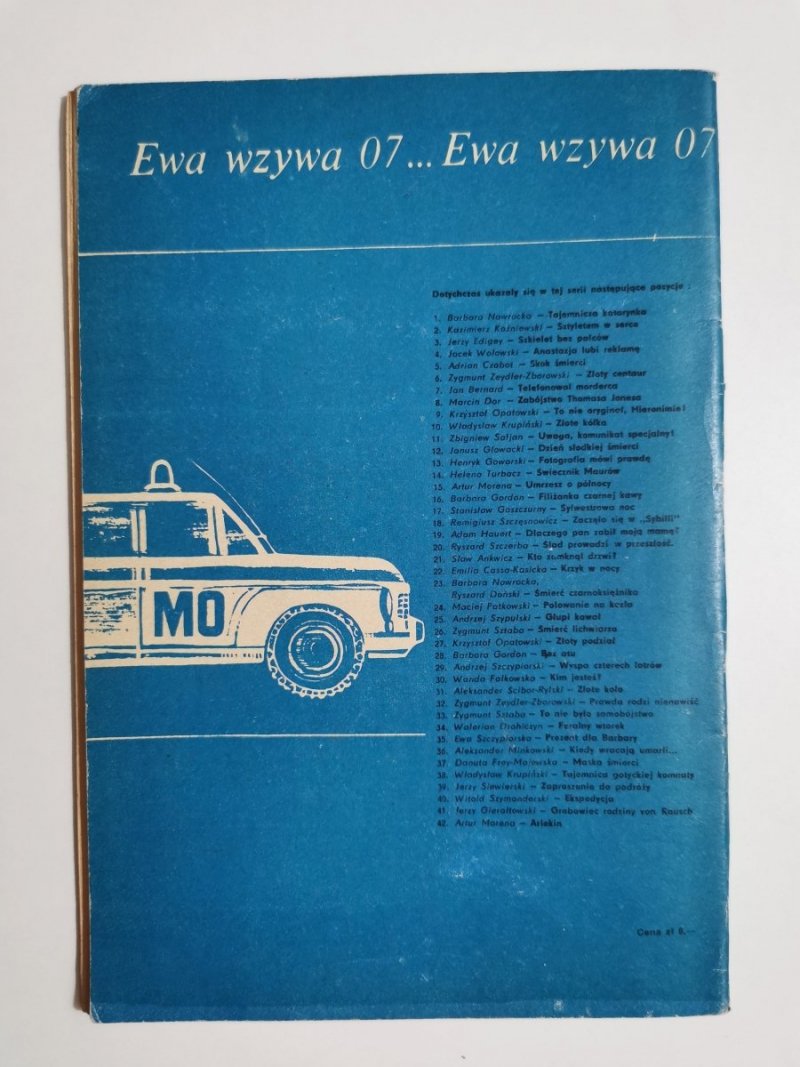 Ewa wzywa 07... Ewa wzywa 07
Dotychczas ukazały się w tej serii następujące pozycje :
1. Barbara Nawrocka – Tajemnicza katarynka
2. Kazimierz Koźniewski – Sztyletem w serce
3. Jerzy Edigey – Szkielet bez palców
4. Jacek Wołowski – Anastazja lubi reklamę
5. Adrian Czobot – Skok śmierci
6. Zygmunt Zeydler-Zborowski – Złoty centaur
7. Jan Bernard – Telefonował morderca
8. Marcin Dor – Zabójstwo Thomasa Jonesa
9. Krzysztof Opatowski – To nie oryginał, Hieronimie!
10. Władysław Krupiński – Złote kółka
11. Zbigniew Safjan – Uwaga, komunikat specjalny!
12. Janusz Głowacki – Dzień słodkiej śmierci
13. Henryk Gaworski – Fotografia mówi prawdę
14. Helena Turbacz – Świecznik Maurów
15. Artur Morena – Umrzesz o północy
16. Barbara Gordon – Filiżanka czarnej kawy
17. Stanisław Goszczurny – Sylwestrowa noc
18. Remigiusz Szczęsnowicz – Zaczęło się w „Sybilli"
19. Adam Hauert – Dlaczego pan zabił moją mamę?
20. Ryszard Szczerba – Ślad prowadzi w przeszłość.
21. Sław Ankwicz – Kto zamknął drzwi?
22. Emilia Cassa-Kasicka – Krzyk w nocy
23. Barbara Nawrocka,
Ryszard Doński – Śmierć czarnoksiężnika
24. Maciej Patkowski – Polowanie na kozła
25. Andrzej Szypulski – Głupi kawał
26. Zygmunt Sztaba – Śmierć lichwiarza
27. Krzysztof Opatowski – Złoty podział
28. Barbara Gordon – Bez atu
29. Andrzej Szczypiorski – Wyspa czterech łotrów
30. Wanda Falkowska – Kim jesteś?
31. Aleksander Ścibor-Rylski – Złote koło
32. Zygmunt Zeydler-Zborowski – Prawda rodzi nienawiść
33. Zygmunt Sztaba – To nie było samobójstwo
34. Walerian Drahlczyn – Feralny wtorek
35. Ewa Szczypiorska – Prezent dla Barbary
36. Aleksander Minkowski – Kiedy wracają umarli...
37. Danuta Frey-Majewska – Maska śmierci
38. Władysław Krupiński – Tajemnica gotyckiej komnaty
39. Jerzy Siewierski – Zaproszenie do podróży
40. Witold Szymanderski – Ekspedycja
41. Jerzy Gierałtowski – Grobowiec rodziny von Rausch
42. Artur Morena – Arlekin
MO
Cena zł 8.–